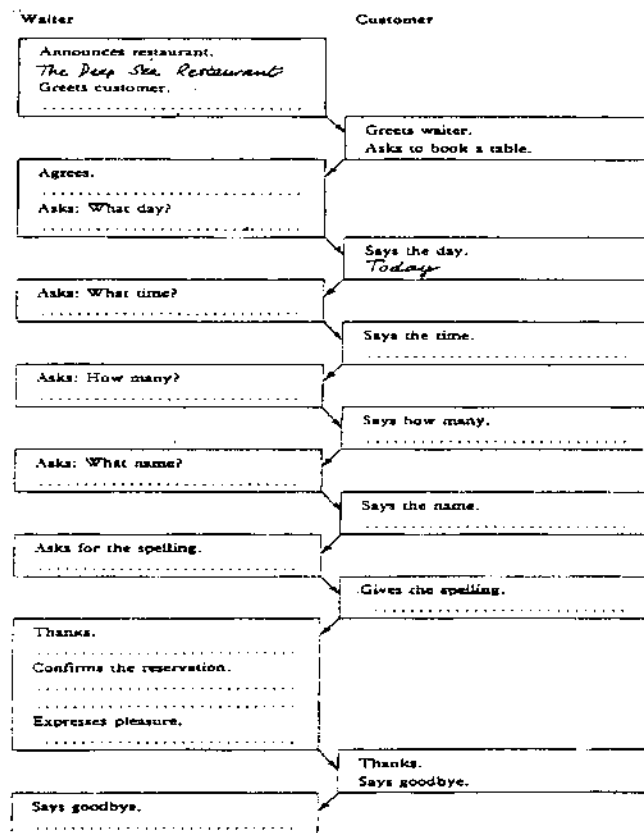 Waiter
Customer
Announces restaurant.
The Deep Sea Restaurant
Greets customer.
Greets waiter.
Asks to book a table.
Agrees.
Asks: What day?
Says the day.
Today
Asks: What time?
Says the time.
Asks: How many?
Says how many.
Asks: What name?
Says the name.
Asks for the spelling.
Gives the spelling.
Thanks.
Confirms the reservation.
Expresses pleasure.
Thanks.
Says goodbye.
Says goodbye.